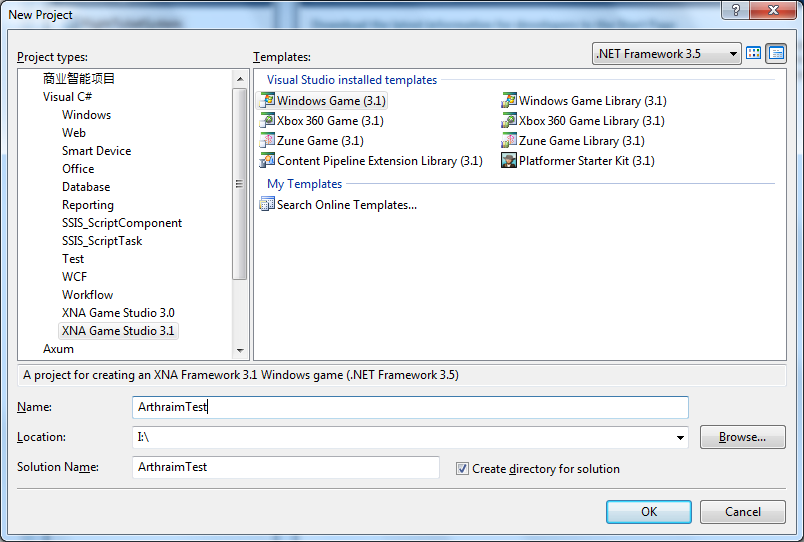 New Project
Project types:
Templates:
.NET Framework 3.5
商业智能项目
Visual C#
Windows
Web
Smart Device
Office
Database
Reporting
SSIS_ScriptComponent
SSIS_ScriptTask
Test
WCF
Workflow
XNA Game Studio 3.0
XNA Game Studio 3.1
Axum
Visual Studio installed templates
Windows Game (3.1)
Windows Game Library (3.1)
Xbox 360 Game (3.1)
Xbox 360 Game Library (3.1)
Zune Game (3.1)
Zune Game Library (3.1)
Content Pipeline Extension Library (3.1)
Platformer Starter Kit (3.1)
My Templates
Search Online Templates...
A project for creating an XNA Framework 3.1 Windows game (.NET Framework 3.5)
Name:
ArthraimTest
Location:
I:\
Browse...
Solution Name:
ArthraimTest
Create directory for solution
OK
Cancel